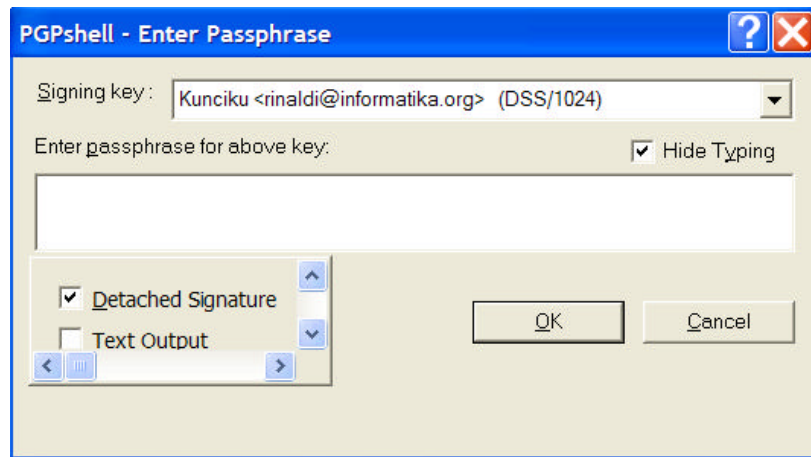 PGPshell - Enter Passphrase
Signing key : Kunciku <rinaldi@informatika.org> (DSS/1024)
Enter passphrase for above key: Hide Typing
Detached Signature
Text Output
OK Cancel